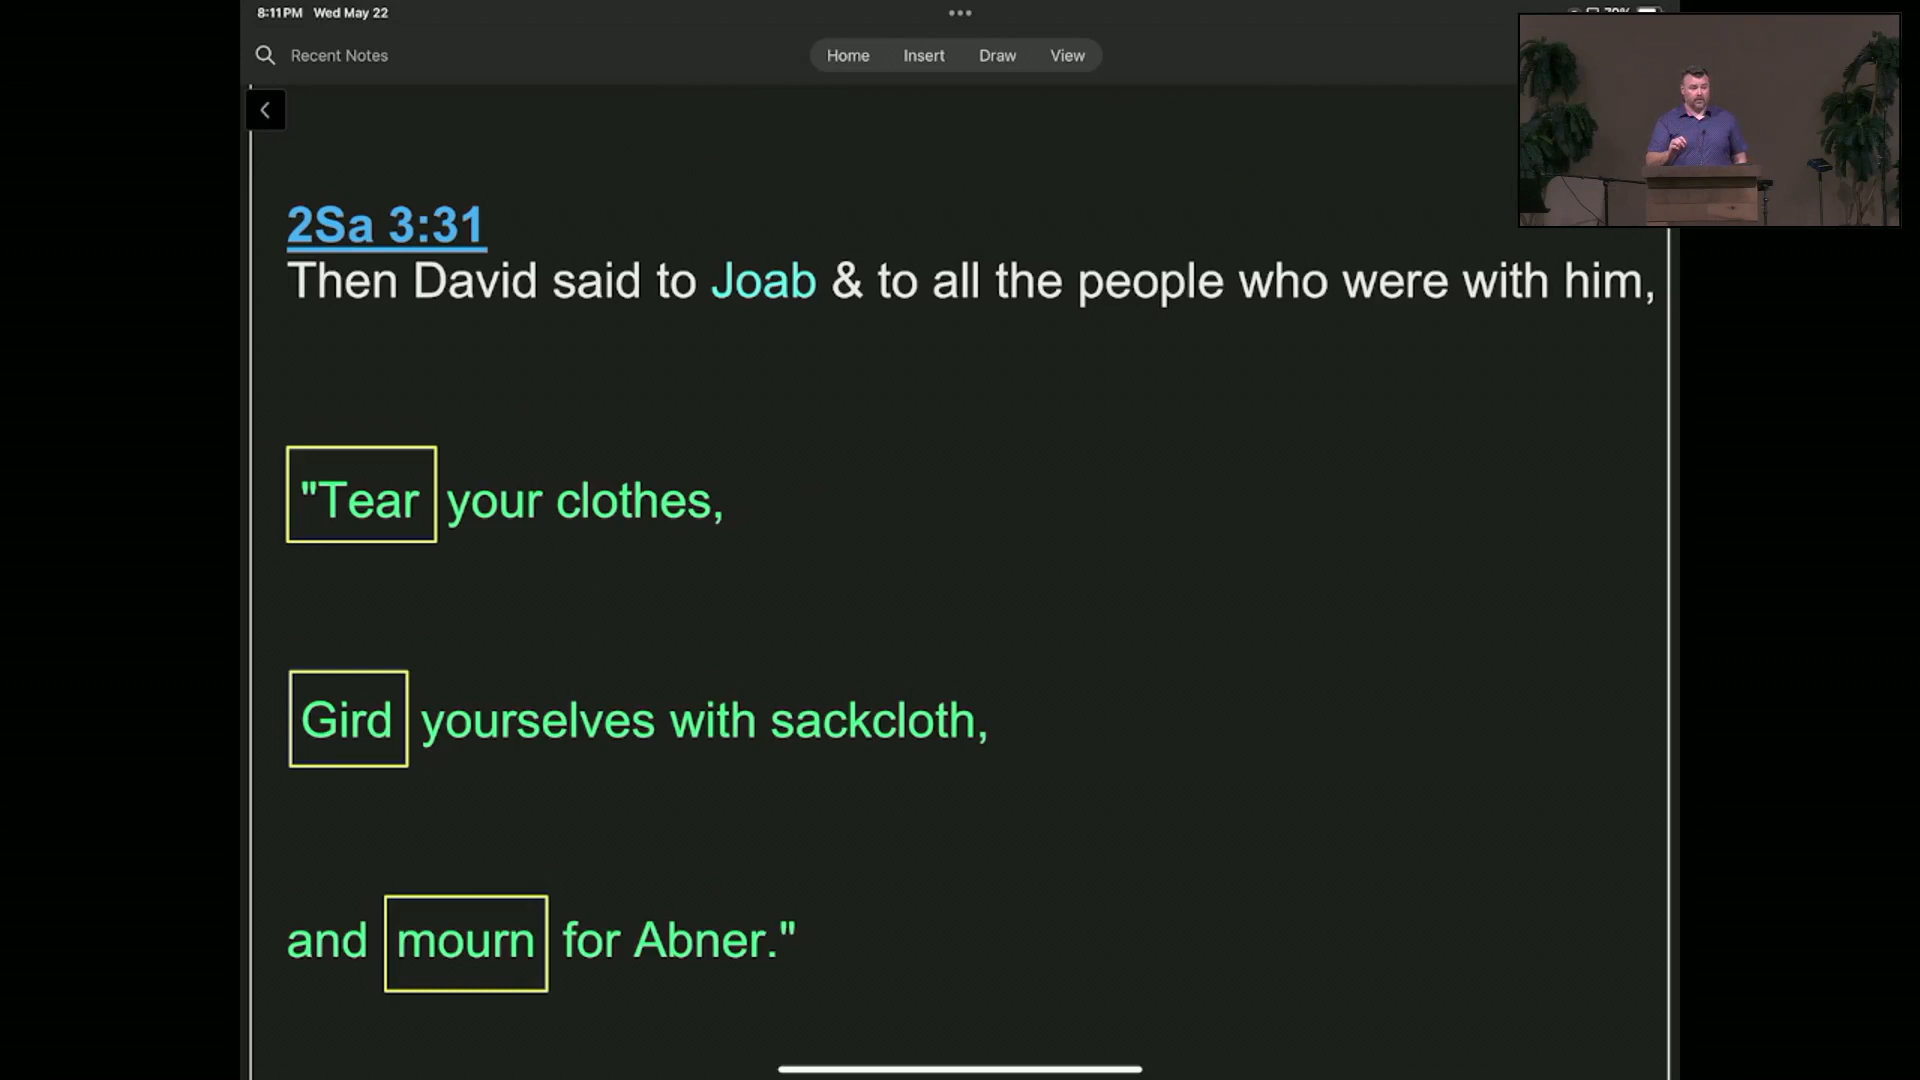 8:11PM Wed May 22
Recent Notes
Home Insert Draw View
2Sa 3:31
Then David said to Joab & to all the people who were with him,
"Tear your clothes,
Gird yourselves with sackcloth,
and mourn for Abner."